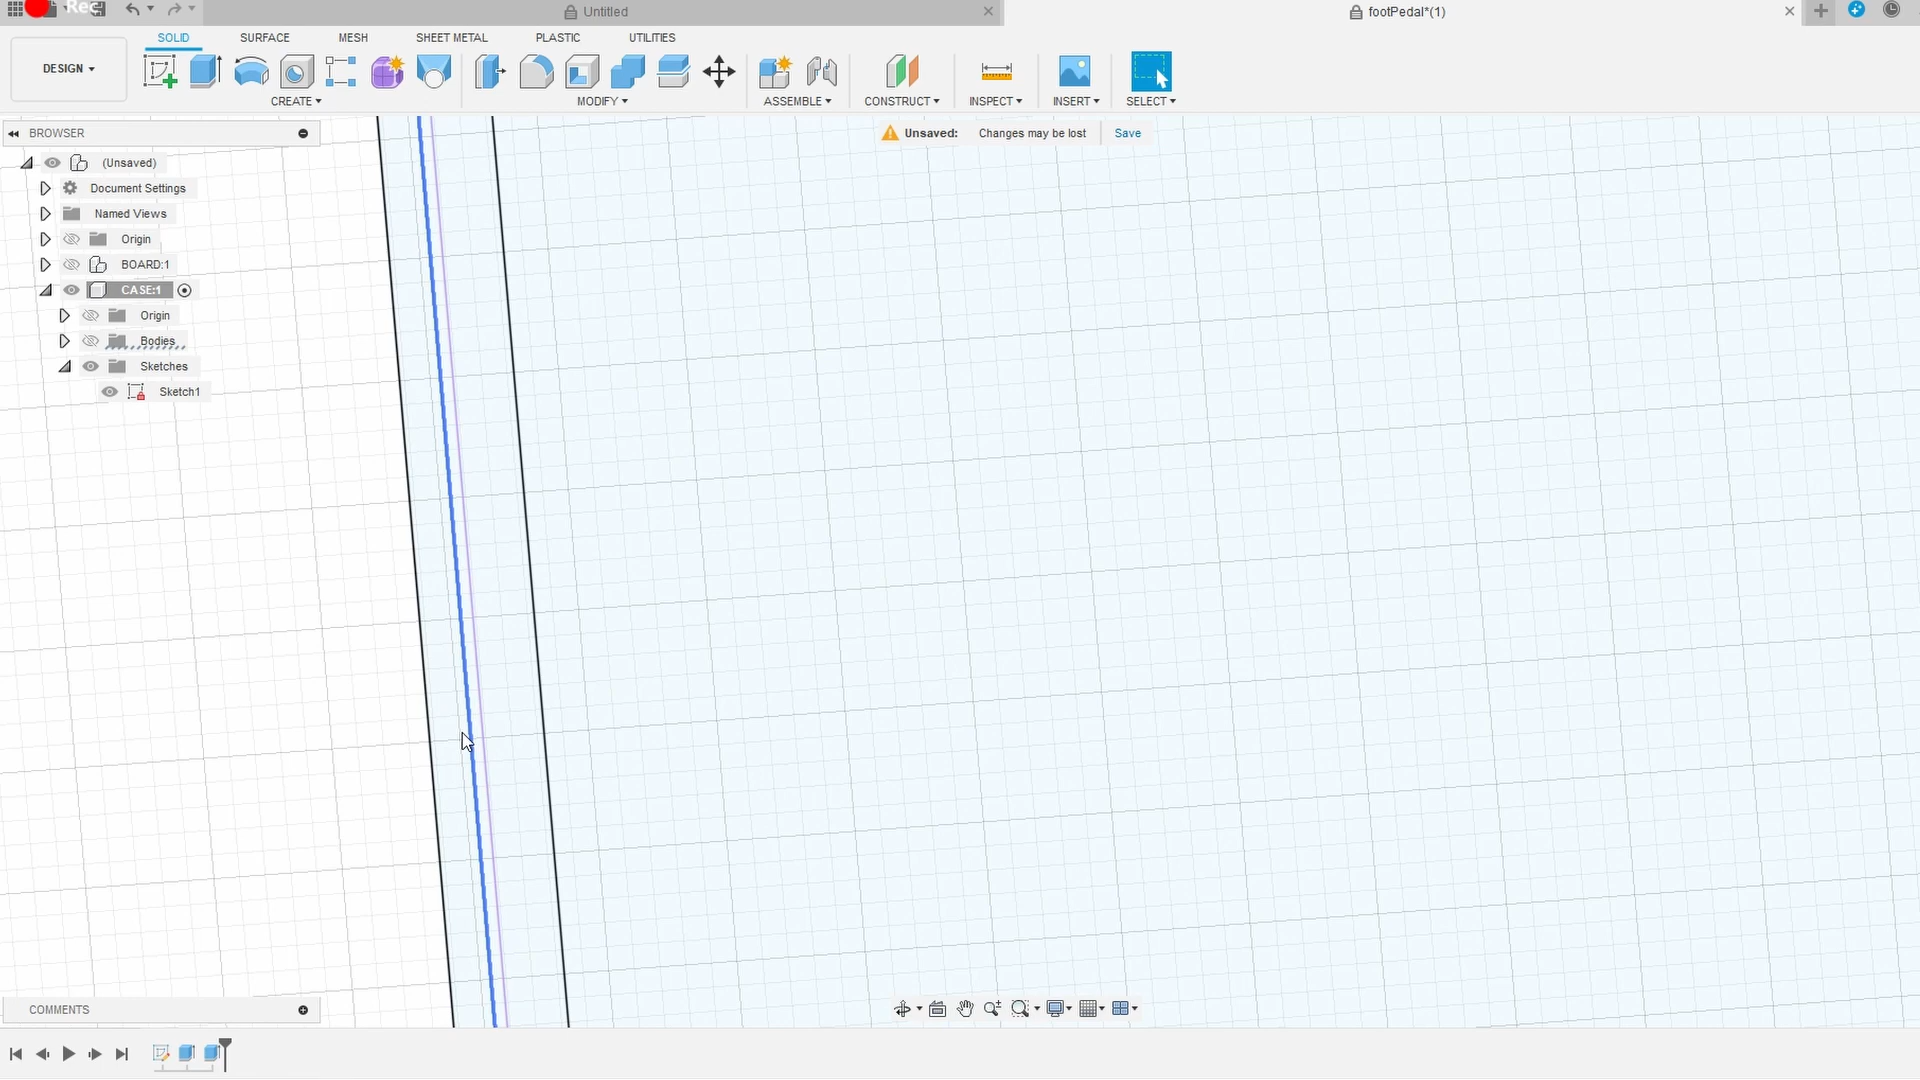 Rec
Untitled
footPedal*(1)
SOLID
SURFACE
MESH
SHEET METAL
PLASTIC
UTILITIES
DESIGN
CREATE
MODIFY
ASSEMBLE
CONSTRUCT
INSPECT
INSERT
SELECT
BROWSER
Unsaved: Changes may be lost Save
(Unsaved)
Document Settings
Named Views
Origin
BOARD:1
CASE:1
Origin
Bodies
Sketches
Sketch1
COMMENTS